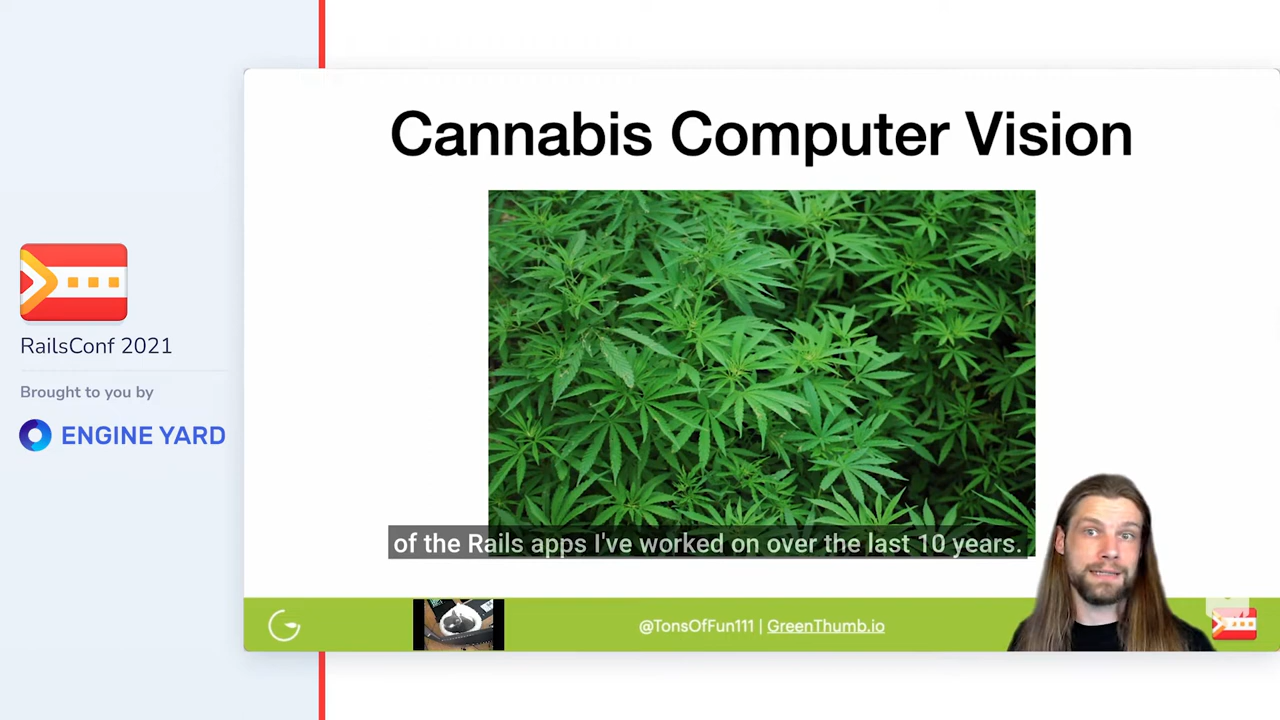 Cannabis Computer Vision
RailsConf 2021
Brought to you by
ENGINE YARD
of the Rails apps I've worked on over the last 10 years.
@TonsOfFun111 | GreenThumb.io